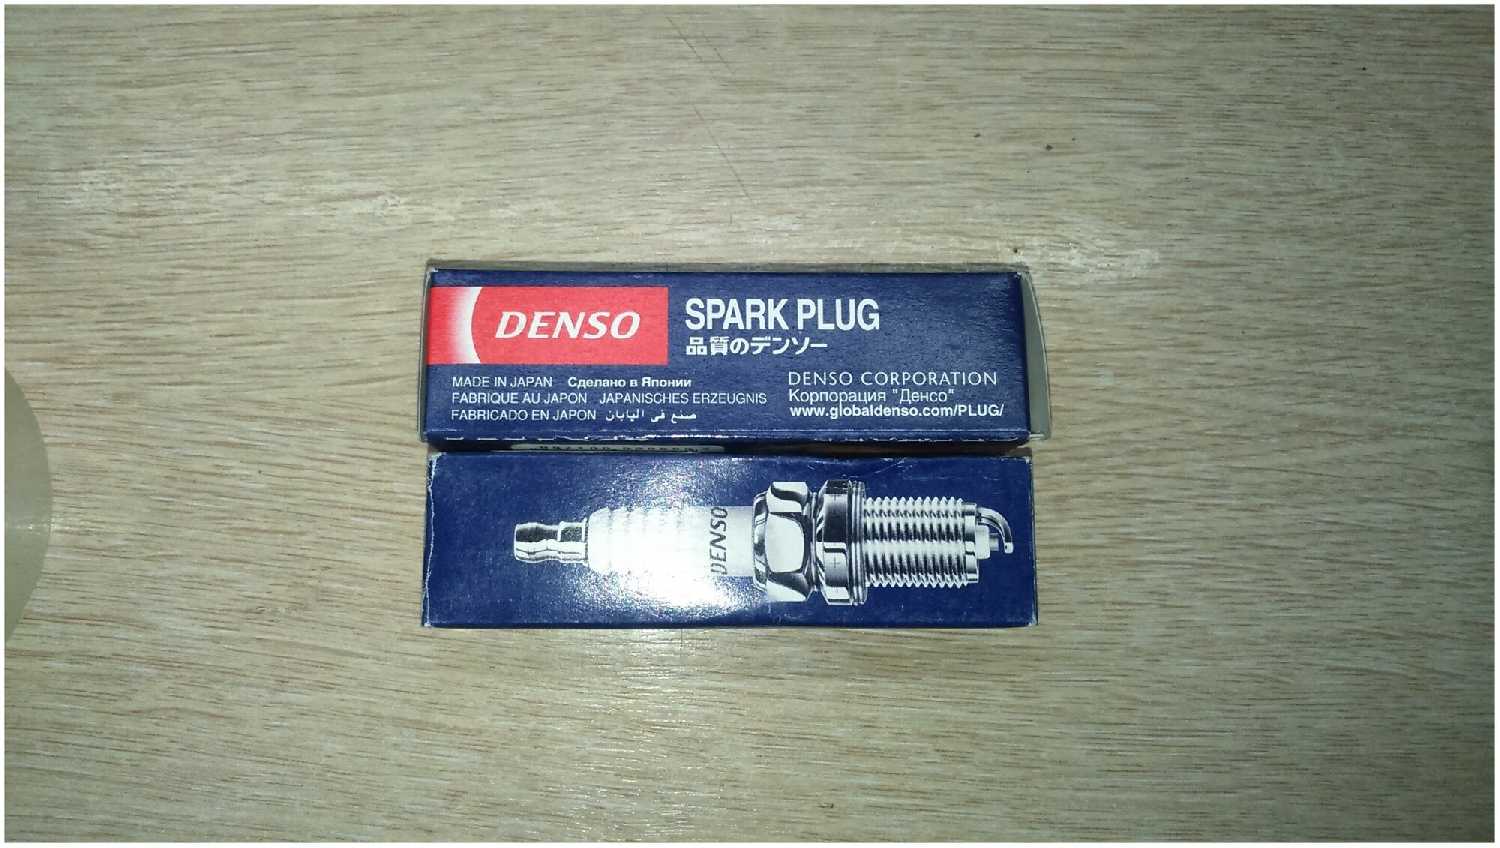 DENSO
SPARK PLUG
品質のデンソー
MADE IN JAPAN Сделано в Японии
FABRIQUE AU JAPON JAPANISCHES ERZEUGNIS
FABRICADO EN JAPON صنع في اليابان
DENSO CORPORATION
Корпорация "Денсо"
www.globaldenso.com/PLUG/
DENSO